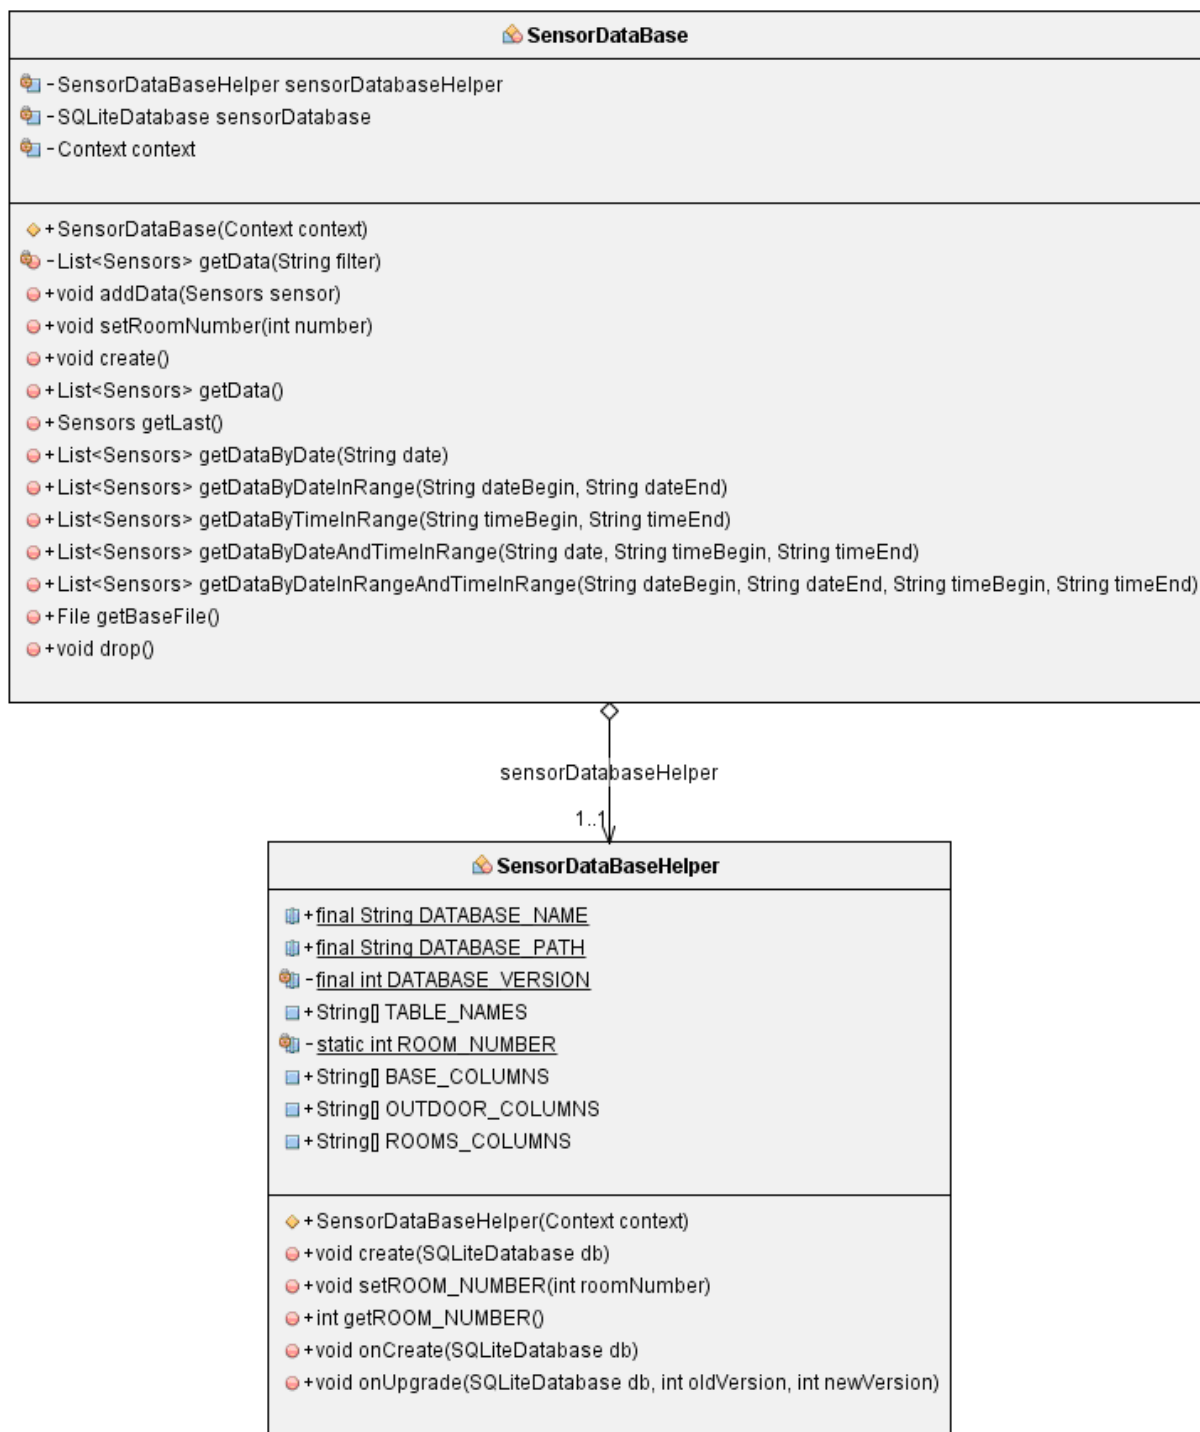 SensorDataBase
-SensorDataBaseHelper sensorDatabaseHelper
-SQLiteDatabase sensorDatabase
-Context context
+SensorDataBase(Context context)
-List<Sensors> getData(String filter)
+void addData(Sensors sensor)
+void setRoomNumber(int number)
+void create()
+List<Sensors> getData()
+Sensors getLast()
+List<Sensors> getDataByDate(String date)
+List<Sensors> getDataByDateInRange(String dateBegin, String dateEnd)
+List<Sensors> getDataByTimeInRange(String timeBegin, String timeEnd)
+List<Sensors> getDataByDateAndTimeInRange(String date, String timeBegin, String timeEnd)
+List<Sensors> getDataByDateInRangeAndTimeInRange(String dateBegin, String dateEnd, String timeBegin, String timeEnd)
+File getBaseFile()
+void drop()
sensorDatabaseHelper
1..1
SensorDataBaseHelper
+final String DATABASE_NAME
+final String DATABASE_PATH
-final int DATABASE_VERSION
+String[] TABLE_NAMES
-static int ROOM_NUMBER
+String[] BASE_COLUMNS
+String[] OUTDOOR_COLUMNS
+String[] ROOMS_COLUMNS
+SensorDataBaseHelper(Context context)
+void create(SQLiteDatabase db)
+void setROOM_NUMBER(int roomNumber)
+int getROOM_NUMBER()
+void onCreate(SQLiteDatabase db)
+void onUpgrade(SQLiteDatabase db, int oldVersion, int newVersion)